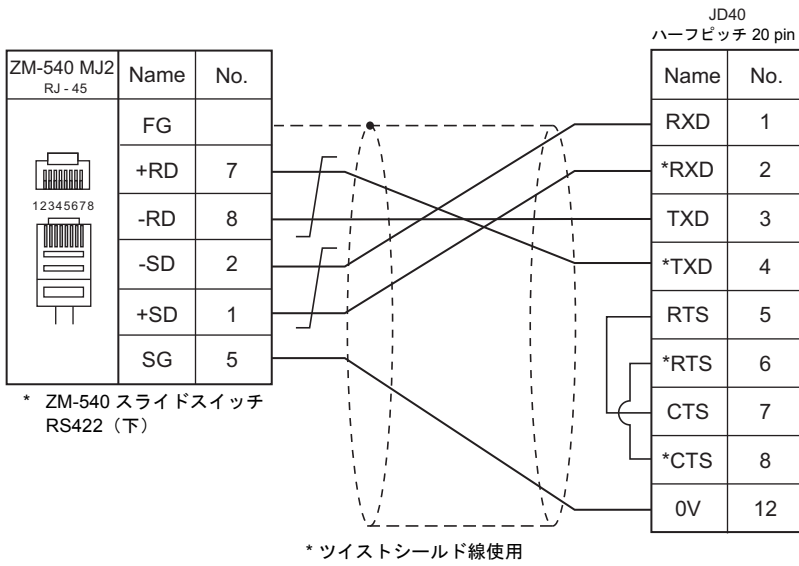 JD40
ハーフピッチ 20 pin
ZM-540 MJ2
RJ - 45
Name No.
FG
+RD 7
-RD 8
-SD 2
+SD 1
SG 5
12345678
* ZM-540 スライドスイッチ
RS422（下）
Name No.
RXD 1
*RXD 2
TXD 3
*TXD 4
RTS 5
*RTS 6
CTS 7
*CTS 8
0V 12
* ツイストシールド線使用